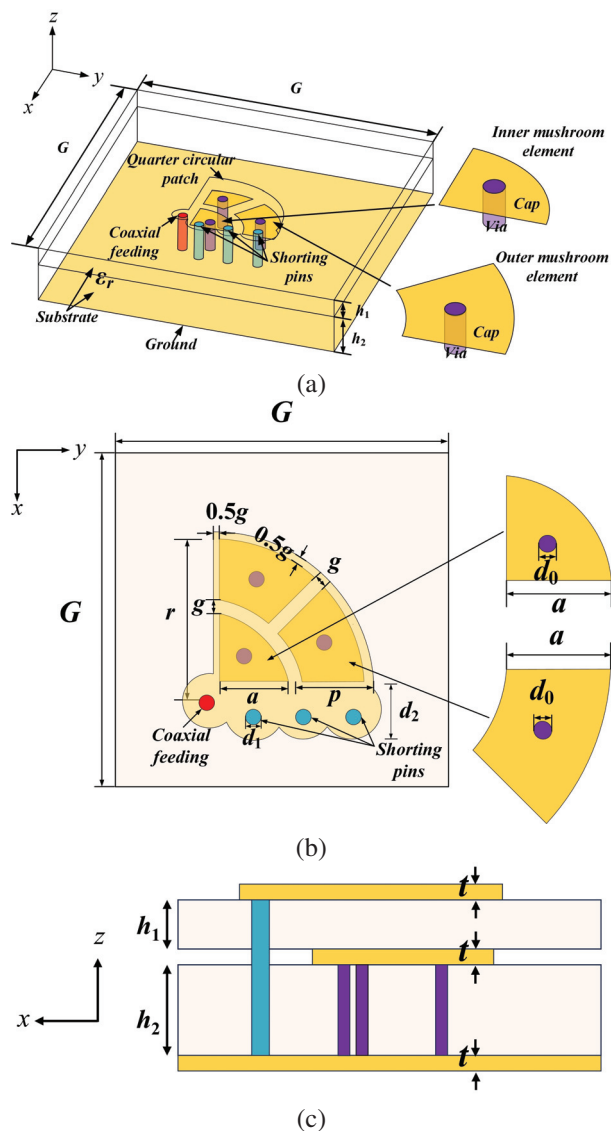 z
y
x
G
G
Quarter circular
patch
Coaxial
feeding
Shorting
pins
εr
Substrate
Ground
h1
h2
Inner mushroom
element
Cap
Via
Outer mushroom
element
Cap
Via
(a)
G
y
x
G
0.5g
0.5g
g
r
g
a
p
d2
d1
Coaxial
feeding
Shorting
pins
d0
a
a
d0
(b)
t
h1
z
t
x
h2
t
(c)